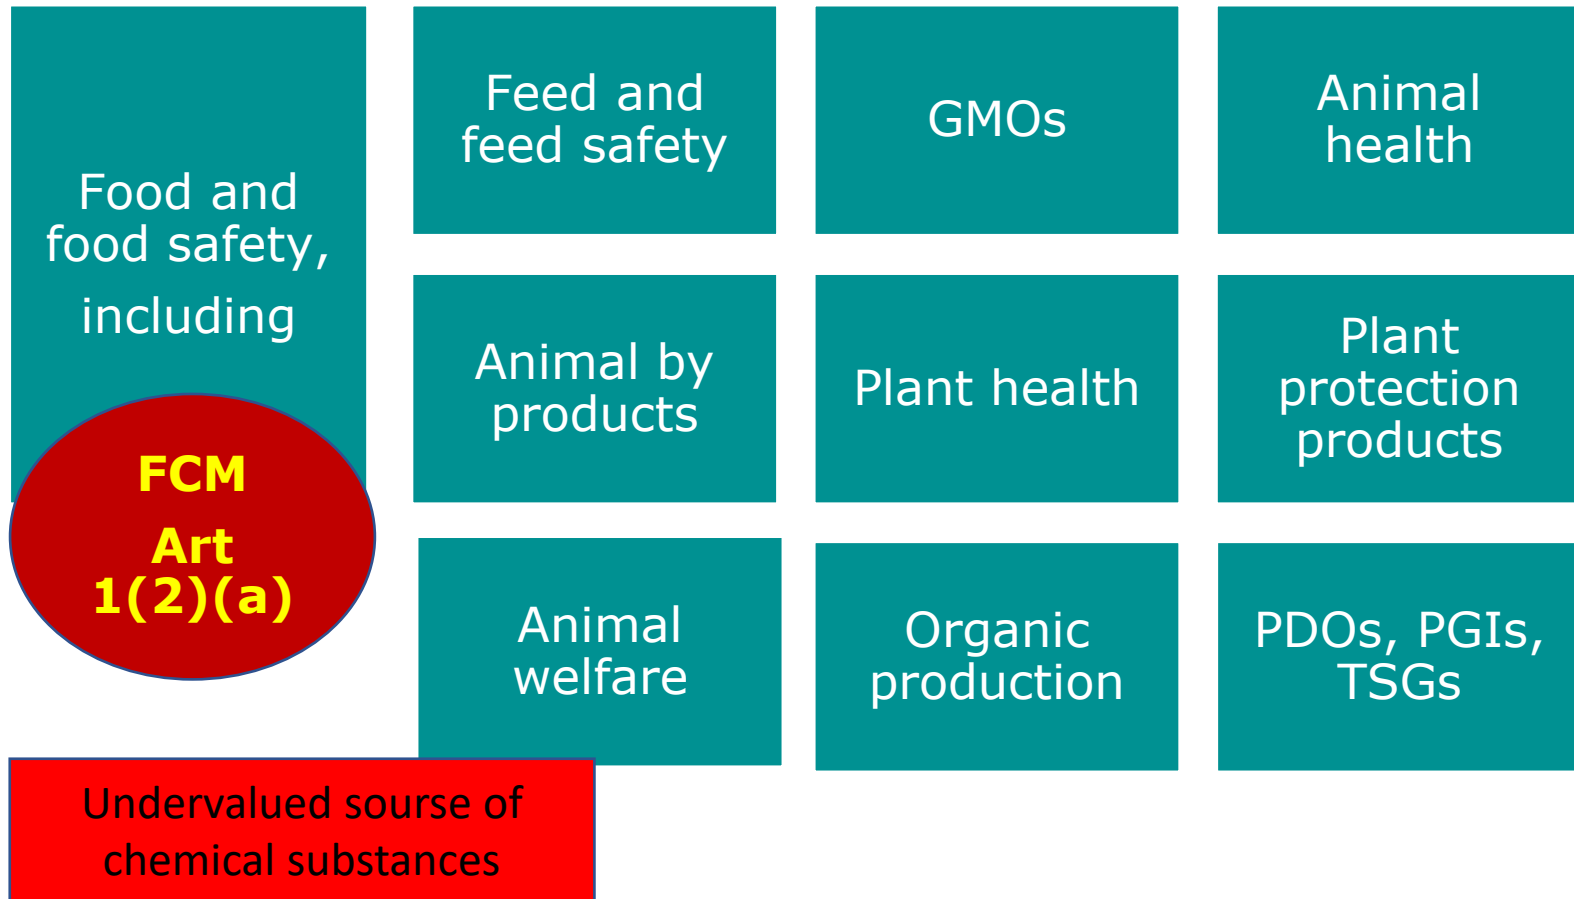 Food and
food safety,
including
FCM
Art
1(2)(a)
Feed and
feed safety
GMOs
Animal
health
Animal by
products
Plant health
Plant
protection
products
Animal
welfare
Organic
production
PDOs, PGIs,
TSGs
Undervalued sourse of
chemical substances